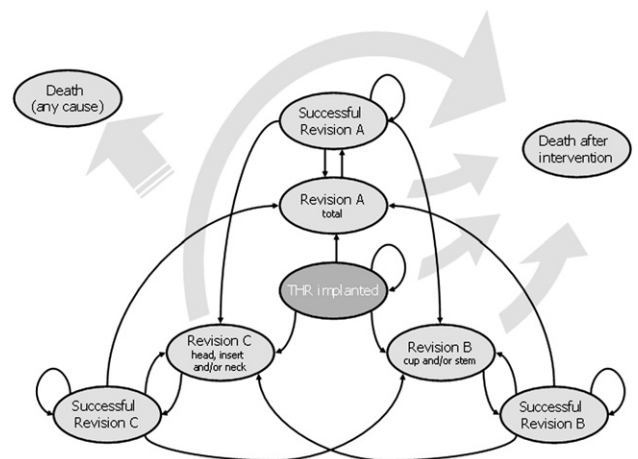 Death
(any cause)
Successful
Revision A
Death after
intervention
Revision A
total
THR implanted
Revision C
head, insert
and/or neck
Revision B
cup and/or stem
Successful
Revision C
Successful
Revision B